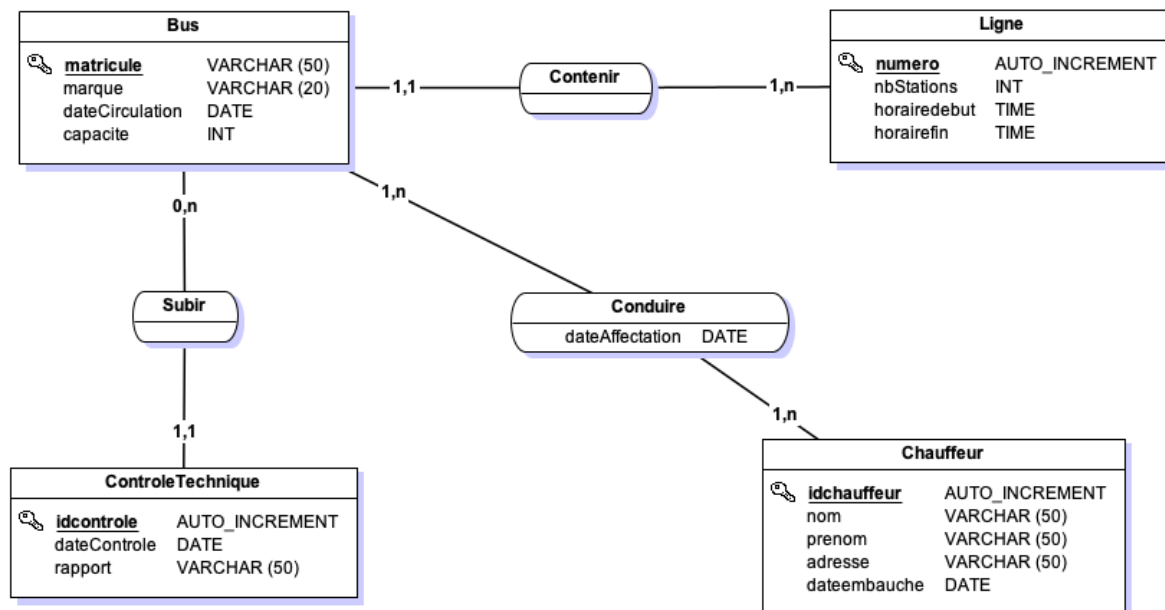 Bus
matricule VARCHAR (50)
marque VARCHAR (20)
dateCirculation DATE
capacite INT
1,1
Contenir
1,n
Ligne
numero AUTO_INCREMENT
nbStations INT
horairedebut TIME
horairefin TIME
0,n
1,n
Subir
Conduire
dateAffectation DATE
1,1
1,n
ControleTechnique
idcontrole AUTO_INCREMENT
dateControle DATE
rapport VARCHAR (50)
Chauffeur
idchauffeur AUTO_INCREMENT
nom VARCHAR (50)
prenom VARCHAR (50)
adresse VARCHAR (50)
dateembauche DATE